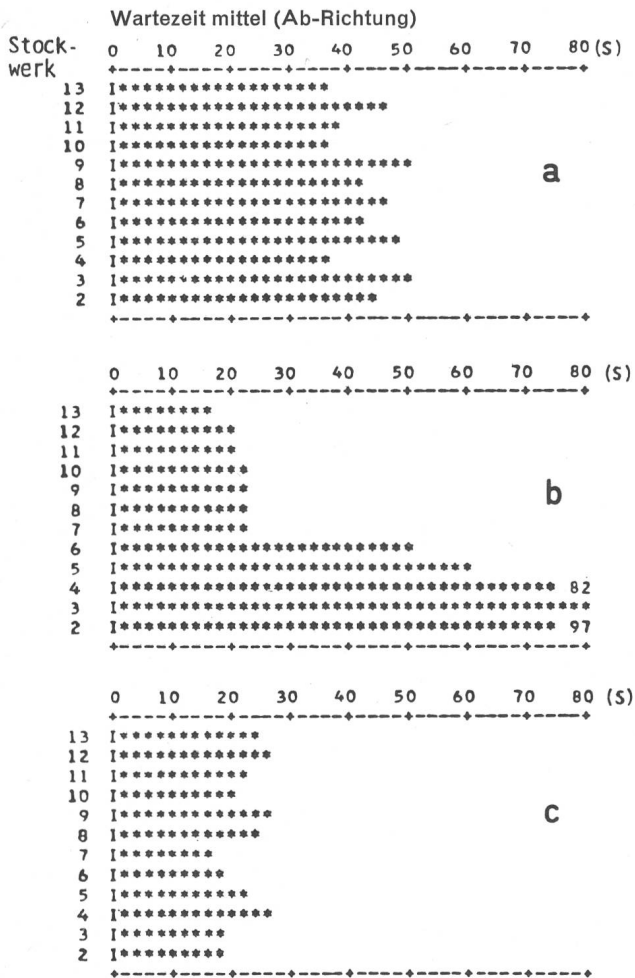 Wartezeit mittel (Ab-Richtung)
Stock-
werk
0 10 20 30 40 50 60 70 80 (S)
+----+----+----+----+----+----+----+----+
13 I******************
12 I***********************
11 I*******************
10 I******************
9 I*************************
a
8 I*********************
7 I***********************
6 I*********************
5 I************************
4 I******************
3 I*************************
2 I**********************
+----+----+----+----+----+----+----+----+
0 10 20 30 40 50 60 70 80 (S)
+----+----+----+----+----+----+----+----+
13 I********
12 I**********
11 I**********
10 I***********
9 I***********
b
8 I***********
7 I***********
6 I*************************
5 I******************************
4 I************************************* 82
3 I****************************************
2 I************************************* 97
+----+----+----+----+----+----+----+----+
0 10 20 30 40 50 60 70 80 (S)
+----+----+----+----+----+----+----+----+
13 I************
12 I*************
11 I***********
10 I**********
9 I*************
c
8 I************
7 I********
6 I*********
5 I***********
4 I*************
3 I*********
2 I*********
+----+----+----+----+----+----+----+----+